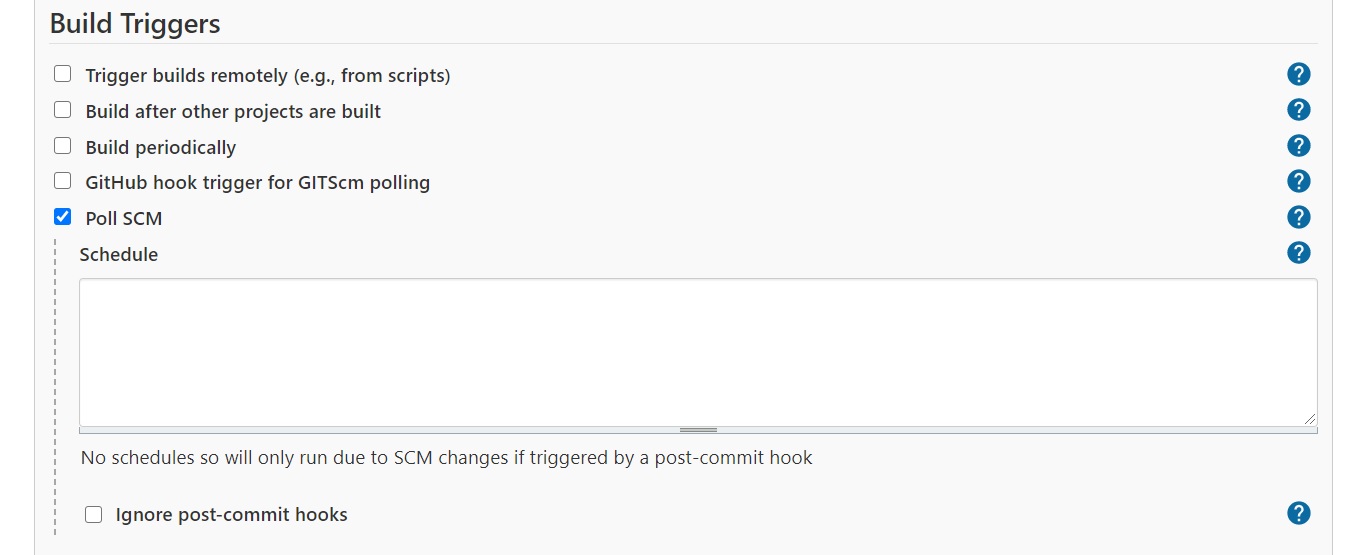 Build Triggers
Trigger builds remotely (e.g., from scripts) ?
Build after other projects are built ?
Build periodically ?
GitHub hook trigger for GITScm polling ?
Poll SCM ?
Schedule ?
No schedules so will only run due to SCM changes if triggered by a post-commit hook
Ignore post-commit hooks ?